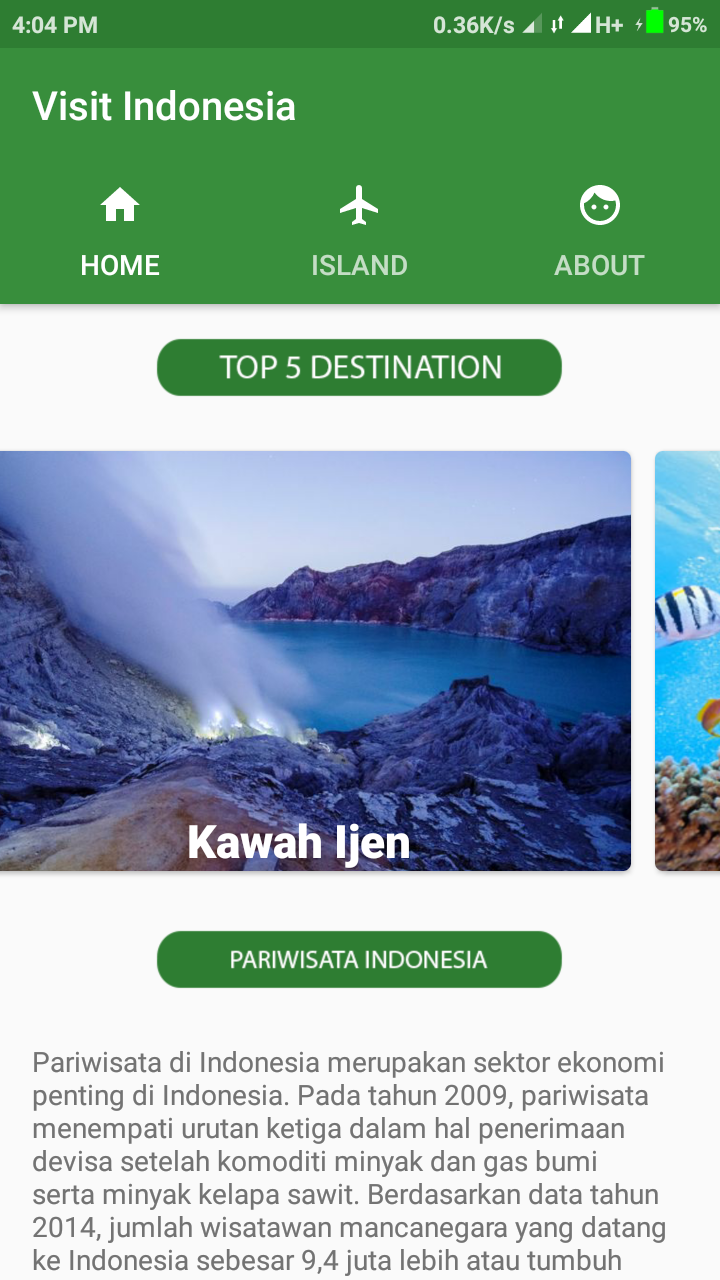 4:04 PM 0.36K/s H+ 95%
Visit Indonesia
HOME ISLAND ABOUT
TOP 5 DESTINATION
Kawah Ijen
PARIWISATA INDONESIA
Pariwisata di Indonesia merupakan sektor ekonomi
penting di Indonesia. Pada tahun 2009, pariwisata
menempati urutan ketiga dalam hal penerimaan
devisa setelah komoditi minyak dan gas bumi
serta minyak kelapa sawit. Berdasarkan data tahun
2014, jumlah wisatawan mancanegara yang datang
ke Indonesia sebesar 9,4 juta lebih atau tumbuh